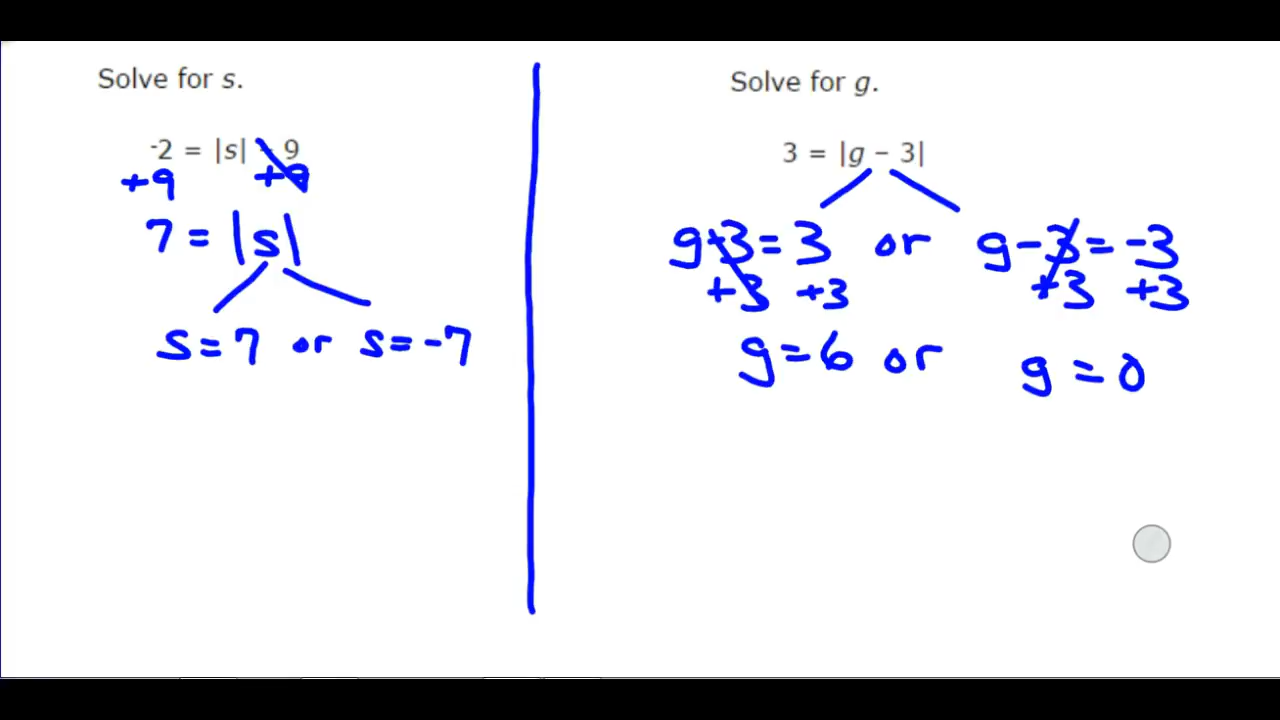 Solve for s.
-2 = |s| - 9
+9 +9
7 = |s|
s = 7 or s = -7
Solve for g.
3 = |g − 3|
g-3 = 3 or g-3 = -3
+3 +3 +3 +3
g = 6 or g = 0